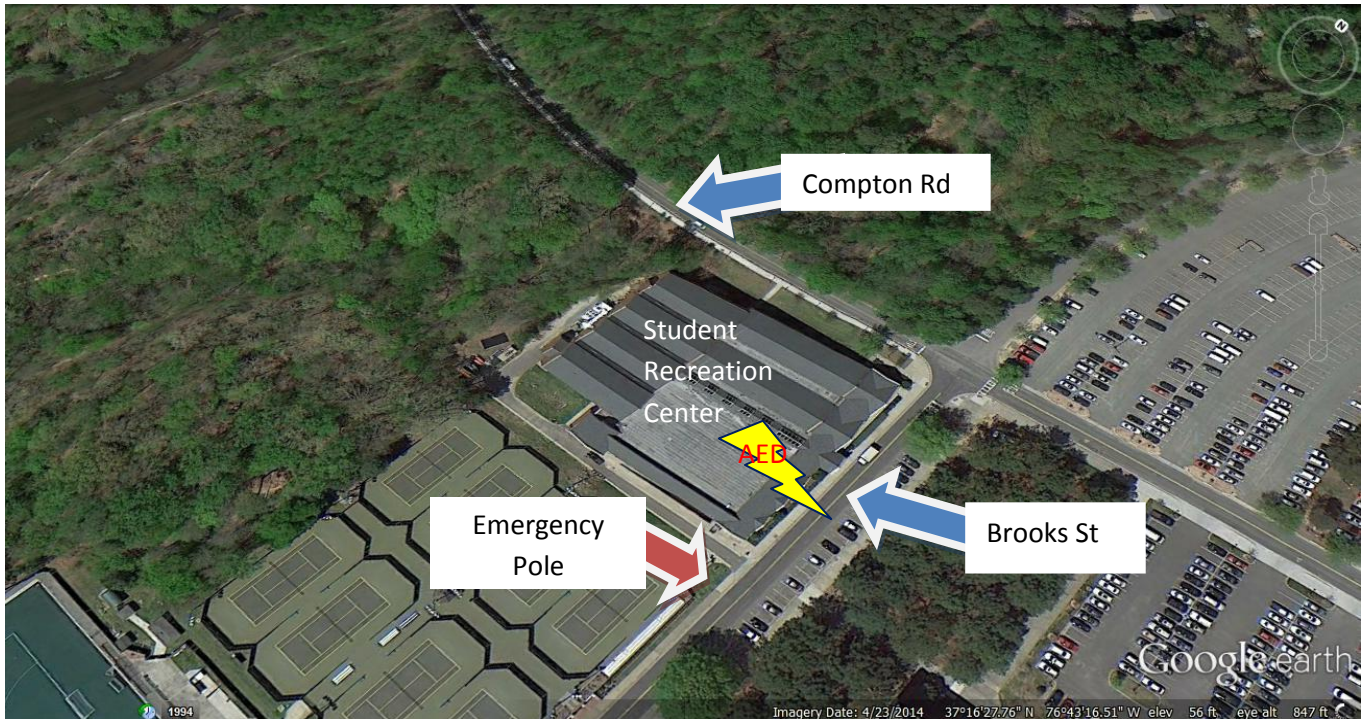 N
Compton Rd
Student
Recreation
Center
AED
Emergency
Pole
Brooks St
Google earth
1994
Imagery Date: 4/23/2014 37°16'27.76" N 76°43'16.51" W elev 56 ft eye alt 847 ft